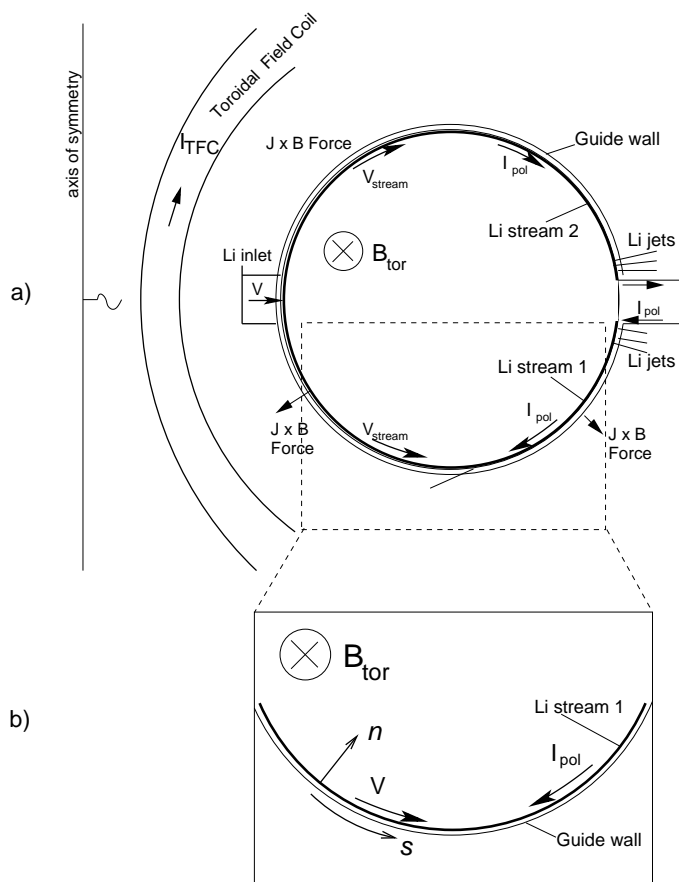 axis of symmetry
Toroidal Field Coil
I_TFC
J x B Force
Guide wall
V_stream
I_pol
Li stream 2
Li jets
Li inlet
B_tor
V
a)
I_pol
Li stream 1
Li jets
J x B
Force
V_stream
I_pol
J x B
Force
B_tor
b)
Li stream 1
n
I_pol
V
s
Guide wall